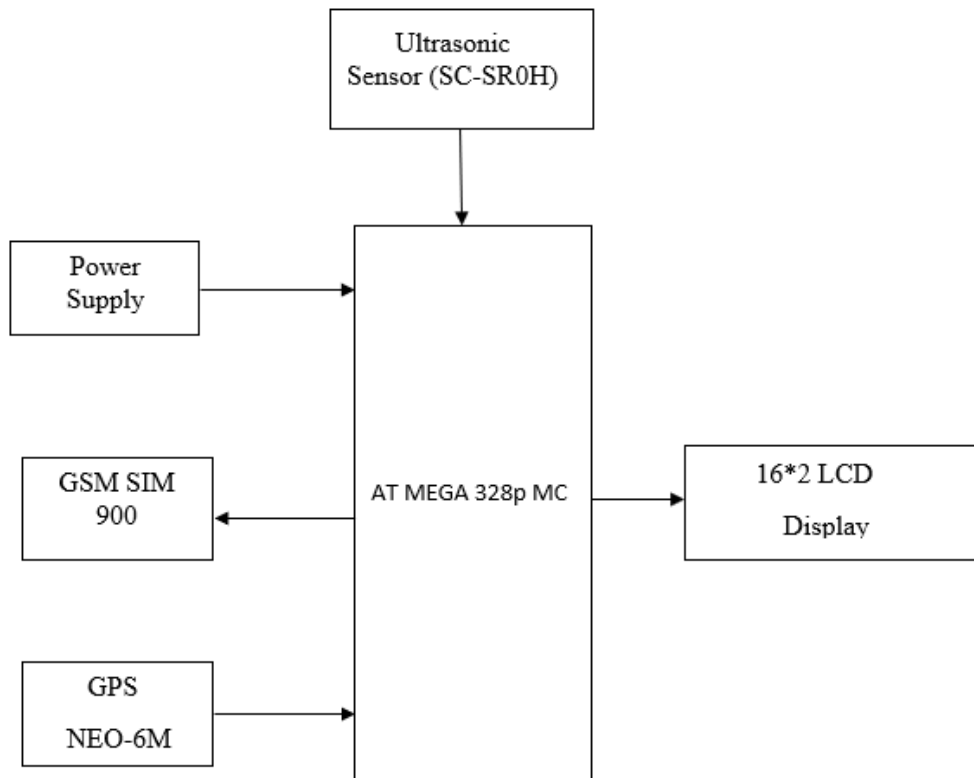 Ultrasonic
Sensor (SC-SR0H)
Power
Supply
GSM SIM
900
AT MEGA 328p MC
16*2 LCD
Display
GPS
NEO-6M